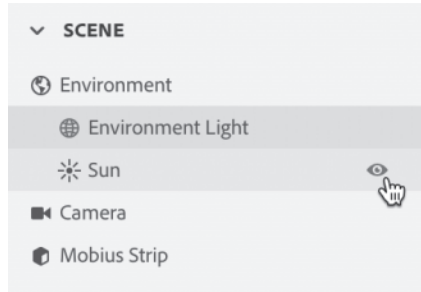 SCENE
Environment
Environment Light
Sun
Camera
Mobius Strip